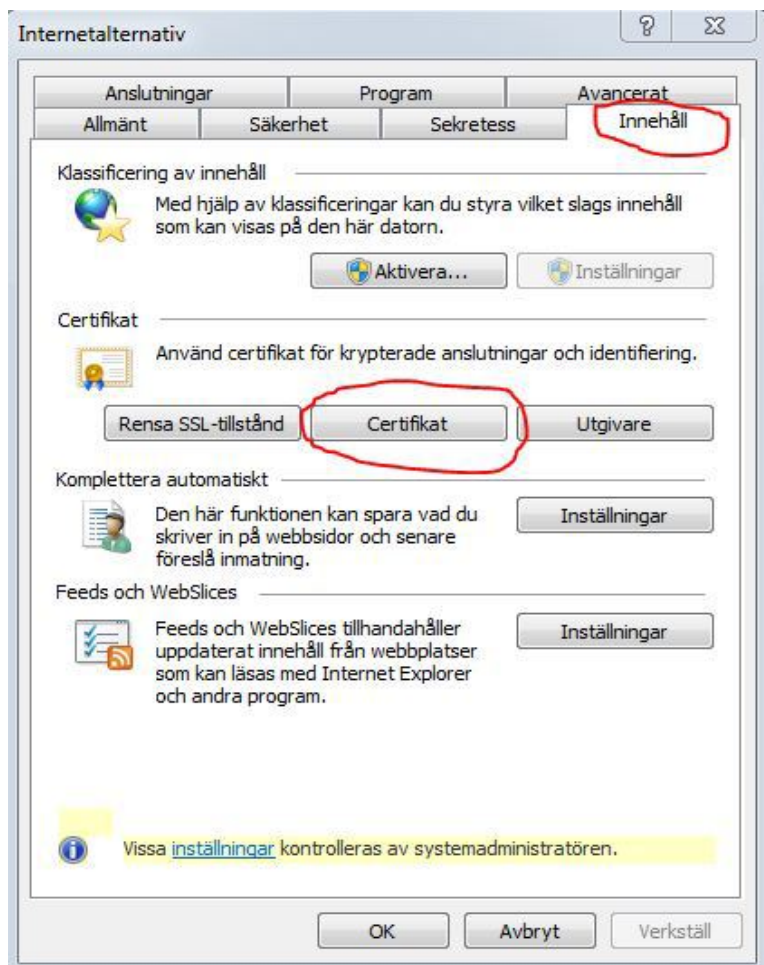 Internetalternativ
Anslutningar Program Avancerat
Allmänt Säkerhet Sekretess Innehåll
Klassificering av innehåll
Med hjälp av klassificeringar kan du styra vilket slags innehåll
som kan visas på den här datorn.
Aktivera... Inställningar
Certifikat
Använd certifikat för krypterade anslutningar och identifiering.
Rensa SSL-tillstånd Certifikat Utgivare
Komplettera automatiskt
Den här funktionen kan spara vad du
skriver in på webbsidor och senare
föreslå inmatning.
Inställningar
Feeds och WebSlices
Feeds och WebSlices tillhandahåller
uppdaterat innehåll från webbplatser
som kan läsas med Internet Explorer
och andra program.
Inställningar
Vissa inställningar kontrolleras av systemadministratören.
OK Avbryt Verkställ